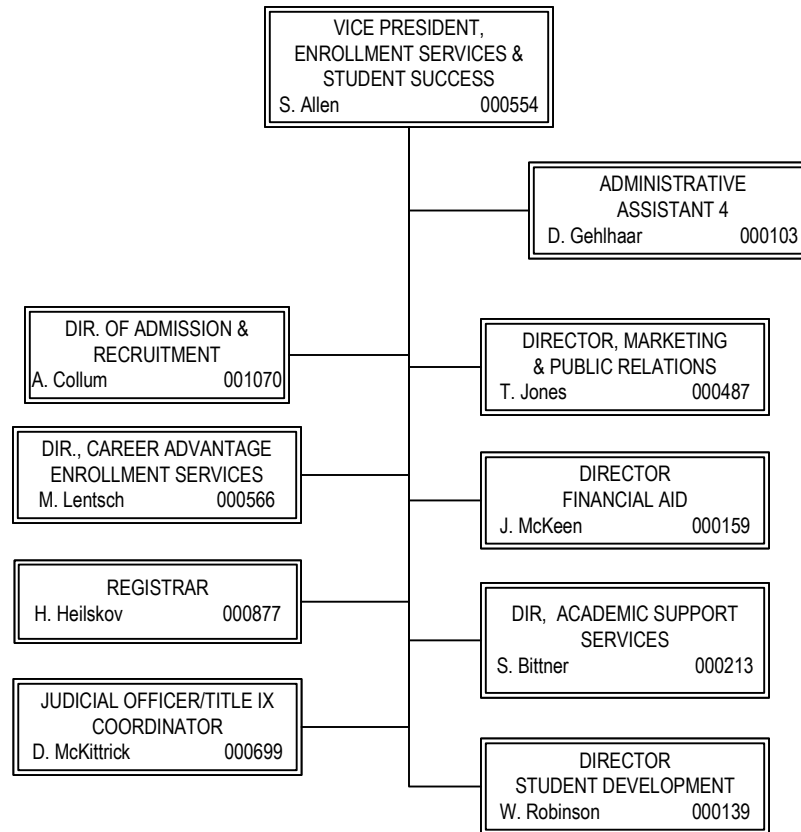 VICE PRESIDENT,
ENROLLMENT SERVICES &
STUDENT SUCCESS
S. Allen 000554
ADMINISTRATIVE
ASSISTANT 4
D. Gehlhaar 000103
DIR. OF ADMISSION &
RECRUITMENT
A. Collum 001070
DIRECTOR, MARKETING
& PUBLIC RELATIONS
T. Jones 000487
DIR., CAREER ADVANTAGE
ENROLLMENT SERVICES
M. Lentsch 000566
DIRECTOR
FINANCIAL AID
J. McKeen 000159
REGISTRAR
H. Heilskov 000877
DIR, ACADEMIC SUPPORT
SERVICES
S. Bittner 000213
JUDICIAL OFFICER/TITLE IX
COORDINATOR
D. McKittrick 000699
DIRECTOR
STUDENT DEVELOPMENT
W. Robinson 000139